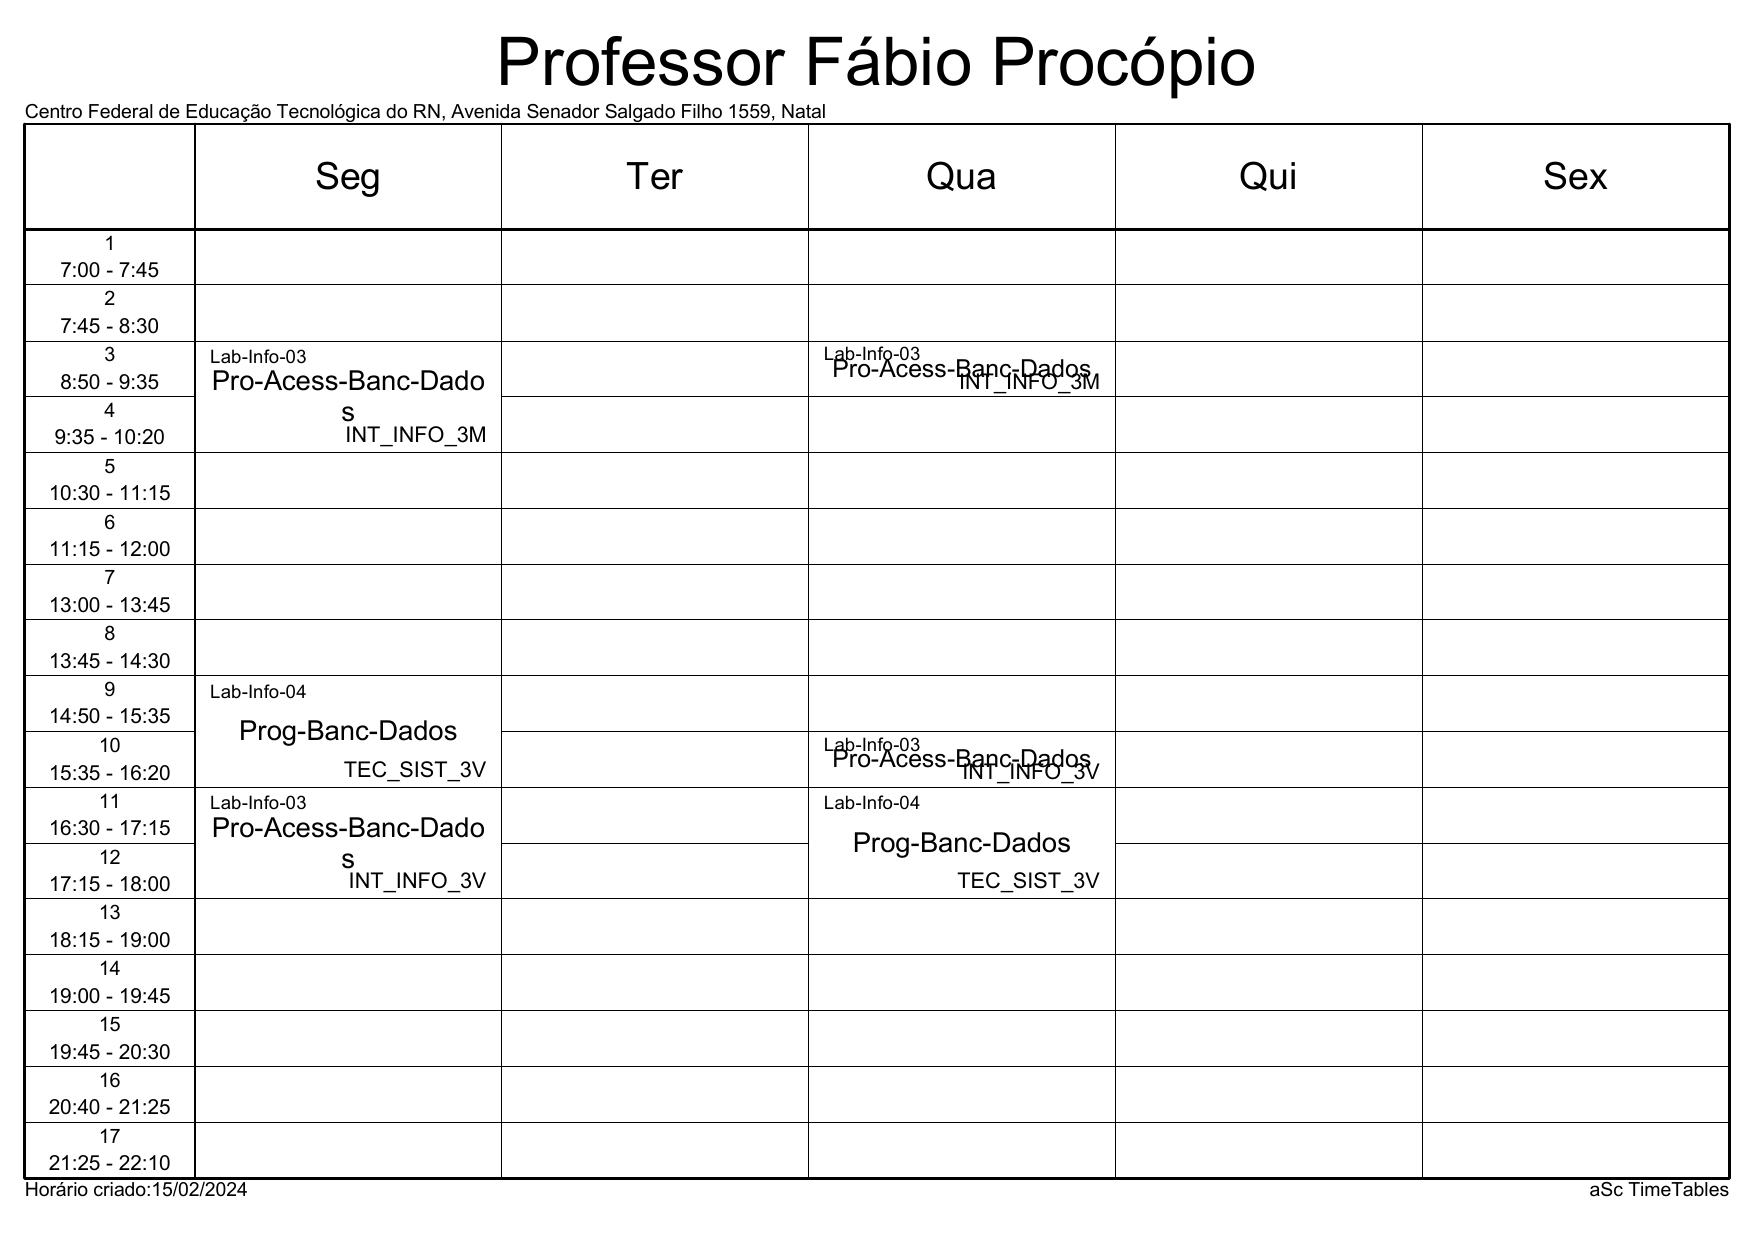 Professor Fábio Procópio
Centro Federal de Educação Tecnológica do RN, Avenida Senador Salgado Filho 1559, Natal
Seg Ter Qua Qui Sex
1
7:00 - 7:45
2
7:45 - 8:30
3
8:50 - 9:35
Lab-Info-03
Pro-Acess-Banc-Dado
s
INT_INFO_3M
Lab-Info-03
Pro-Acess-Banc-Dados
INT_INFO_3M
4
9:35 - 10:20
5
10:30 - 11:15
6
11:15 - 12:00
7
13:00 - 13:45
8
13:45 - 14:30
9
14:50 - 15:35
Lab-Info-04
Prog-Banc-Dados
TEC_SIST_3V
10
15:35 - 16:20
Lab-Info-03
Pro-Acess-Banc-Dados
INT_INFO_3V
11
16:30 - 17:15
Lab-Info-03
Pro-Acess-Banc-Dado
s
INT_INFO_3V
Lab-Info-04
Prog-Banc-Dados
TEC_SIST_3V
12
17:15 - 18:00
13
18:15 - 19:00
14
19:00 - 19:45
15
19:45 - 20:30
16
20:40 - 21:25
17
21:25 - 22:10
Horário criado:15/02/2024
aSc TimeTables